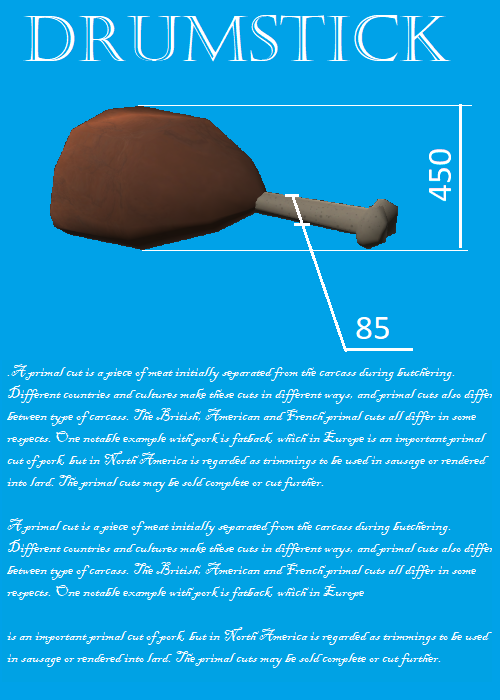 DRUMSTICK
450
85
.A primal cut is a piece of meat initially separated from the carcass during butchering.
Different countries and cultures make these cuts in different ways, and primal cuts also differ
between type of carcass. The British, American and French primal cuts all differ in some
respects. One notable example with pork is fatback, which in Europe is an important primal
cut of pork, but in North America is regarded as trimmings to be used in sausage or rendered
into lard. The primal cuts may be sold complete or cut further.
A primal cut is a piece of meat initially separated from the carcass during butchering.
Different countries and cultures make these cuts in different ways, and primal cuts also differ
between type of carcass. The British, American and French primal cuts all differ in some
respects. One notable example with pork is fatback, which in Europe
is an important primal cut of pork, but in North America is regarded as trimmings to be used
in sausage or rendered into lard. The primal cuts may be sold complete or cut further.